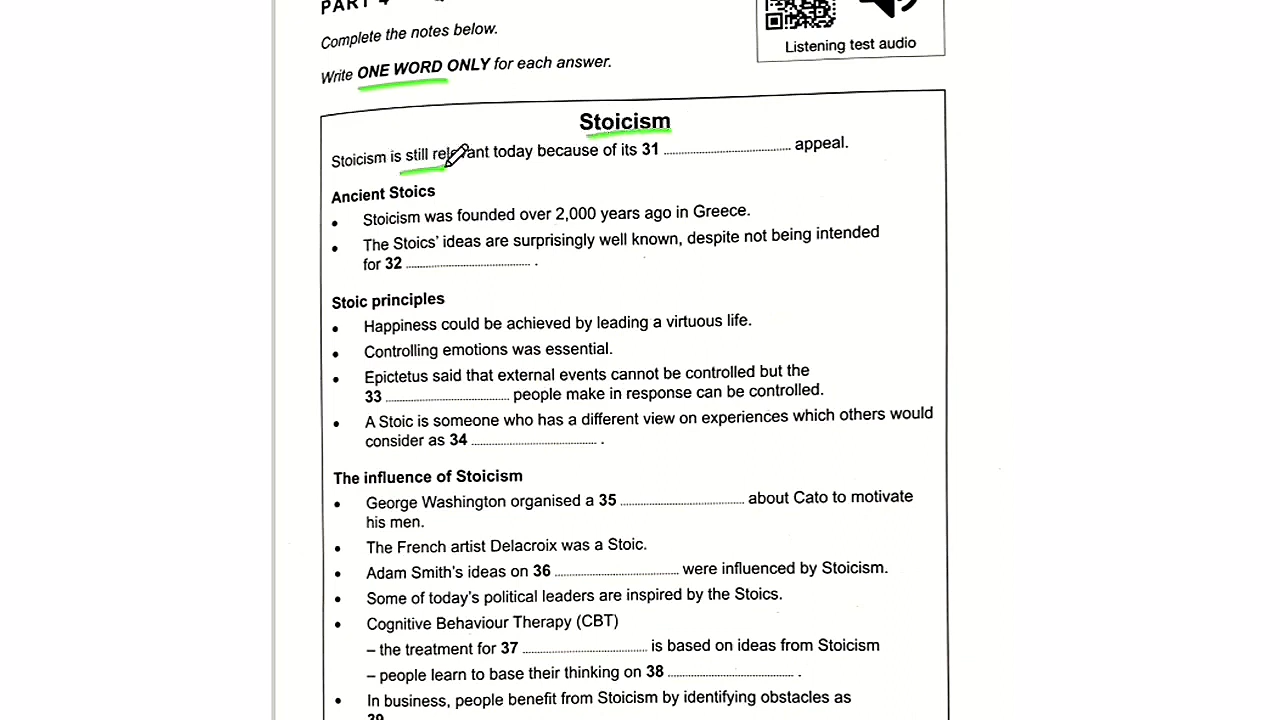 PART 4
Complete the notes below.
Write ONE WORD ONLY for each answer.
Listening test audio
Stoicism
Stoicism is still relevant today because of its 31 ........................ appeal.
Ancient Stoics
• Stoicism was founded over 2,000 years ago in Greece.
• The Stoics' ideas are surprisingly well known, despite not being intended
for 32 ........................ .
Stoic principles
• Happiness could be achieved by leading a virtuous life.
• Controlling emotions was essential.
• Epictetus said that external events cannot be controlled but the
33 ........................ people make in response can be controlled.
• A Stoic is someone who has a different view on experiences which others would
consider as 34 ........................ .
The influence of Stoicism
• George Washington organised a 35 ........................ about Cato to motivate
his men.
• The French artist Delacroix was a Stoic.
• Adam Smith's ideas on 36 ........................ were influenced by Stoicism.
• Some of today's political leaders are inspired by the Stoics.
• Cognitive Behaviour Therapy (CBT)
– the treatment for 37 ........................ is based on ideas from Stoicism
– people learn to base their thinking on 38 ........................ .
• In business, people benefit from Stoicism by identifying obstacles as
39